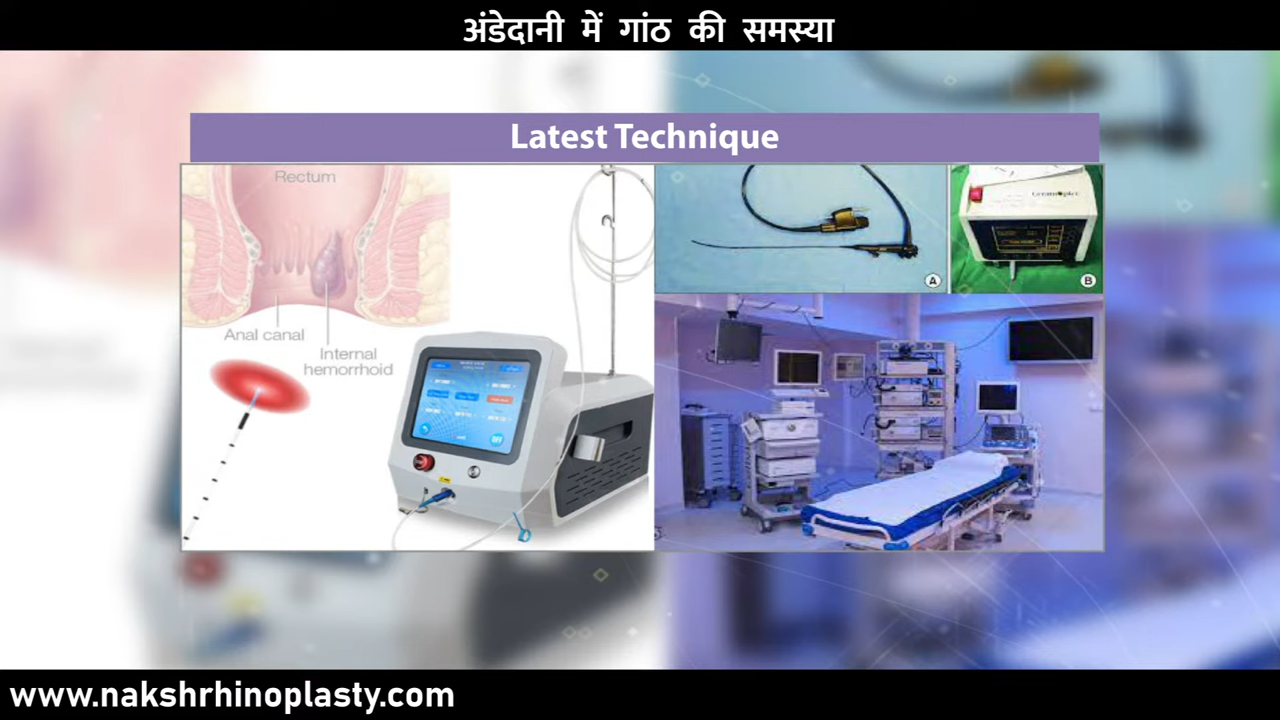 अंडेदानी में गांठ की समस्या
Latest Technique
Rectum
Anal canal
Internal
hemorrhoid
A
B
www.nakshrhinoplasty.com